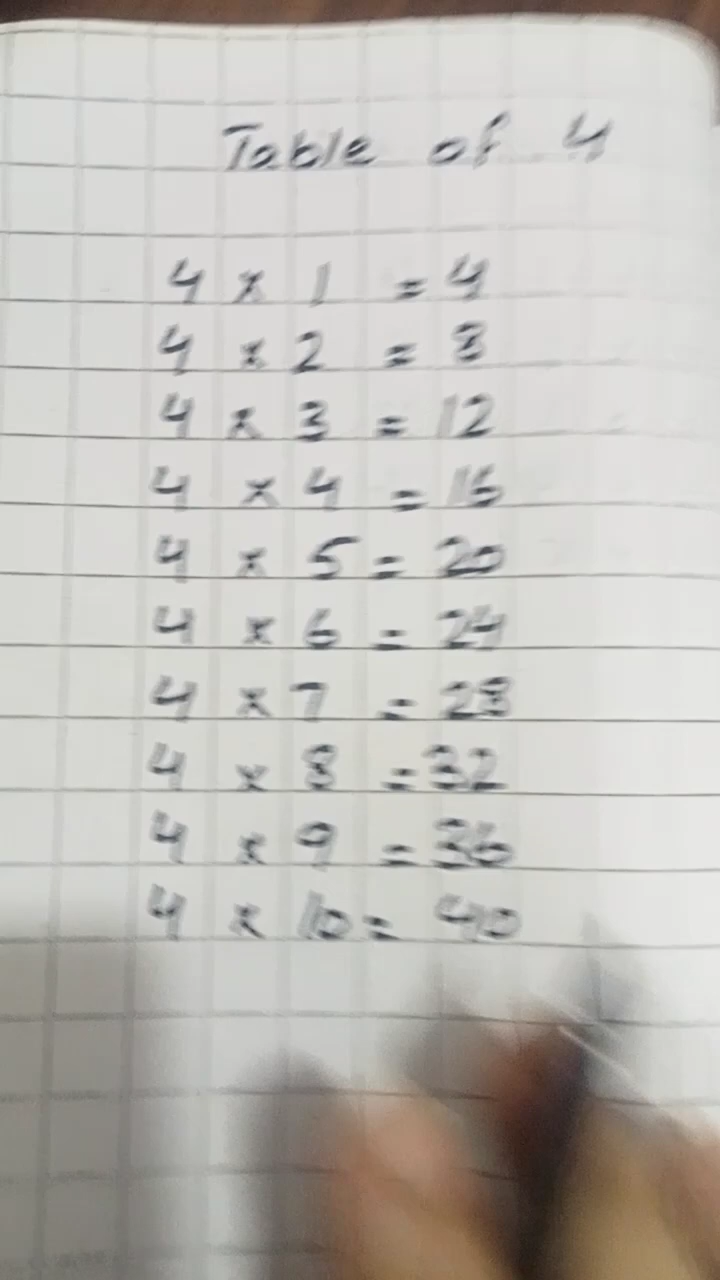 Table of 4
4 × 1 = 4
4 × 2 = 8
4 × 3 = 12
4 × 4 = 16
4 × 5 = 20
4 × 6 = 24
4 × 7 = 28
4 × 8 = 32
4 × 9 = 36
4 × 10 = 40